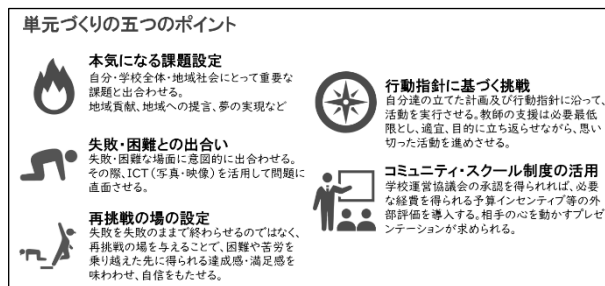 単元づくりの五つのポイント
本気になる課題設定
自分・学校全体・地域社会にとって重要な
課題と出合わせる。
地域貢献、地域への提言、夢の実現など
失敗・困難との出合い
失敗・困難な場面に意図的に出合わせる。
その際、ICT(写真・映像)を活用して問題に
直面させる。
再挑戦の場の設定
失敗を失敗のままで終わらせるのではなく、
再挑戦の場を与えることで、困難や苦労を
乗り越えた先に得られる達成感・満足感を
味わわせ、自信をもたせる。
行動指針に基づく挑戦
自分達の立てた計画及び行動指針に沿って、
活動を実行させる。教師の支援は必要最低
限とし、適宜、目的に立ち返らせながら、思い
切った活動を進めさせる。
コミュニティ・スクール制度の活用
学校運営協議会の承認を得られれば、必要
な経費を得られる予算インセンティブ等の外
部評価を導入する。相手の心を動かすプレゼ
ンテーションが求められる。